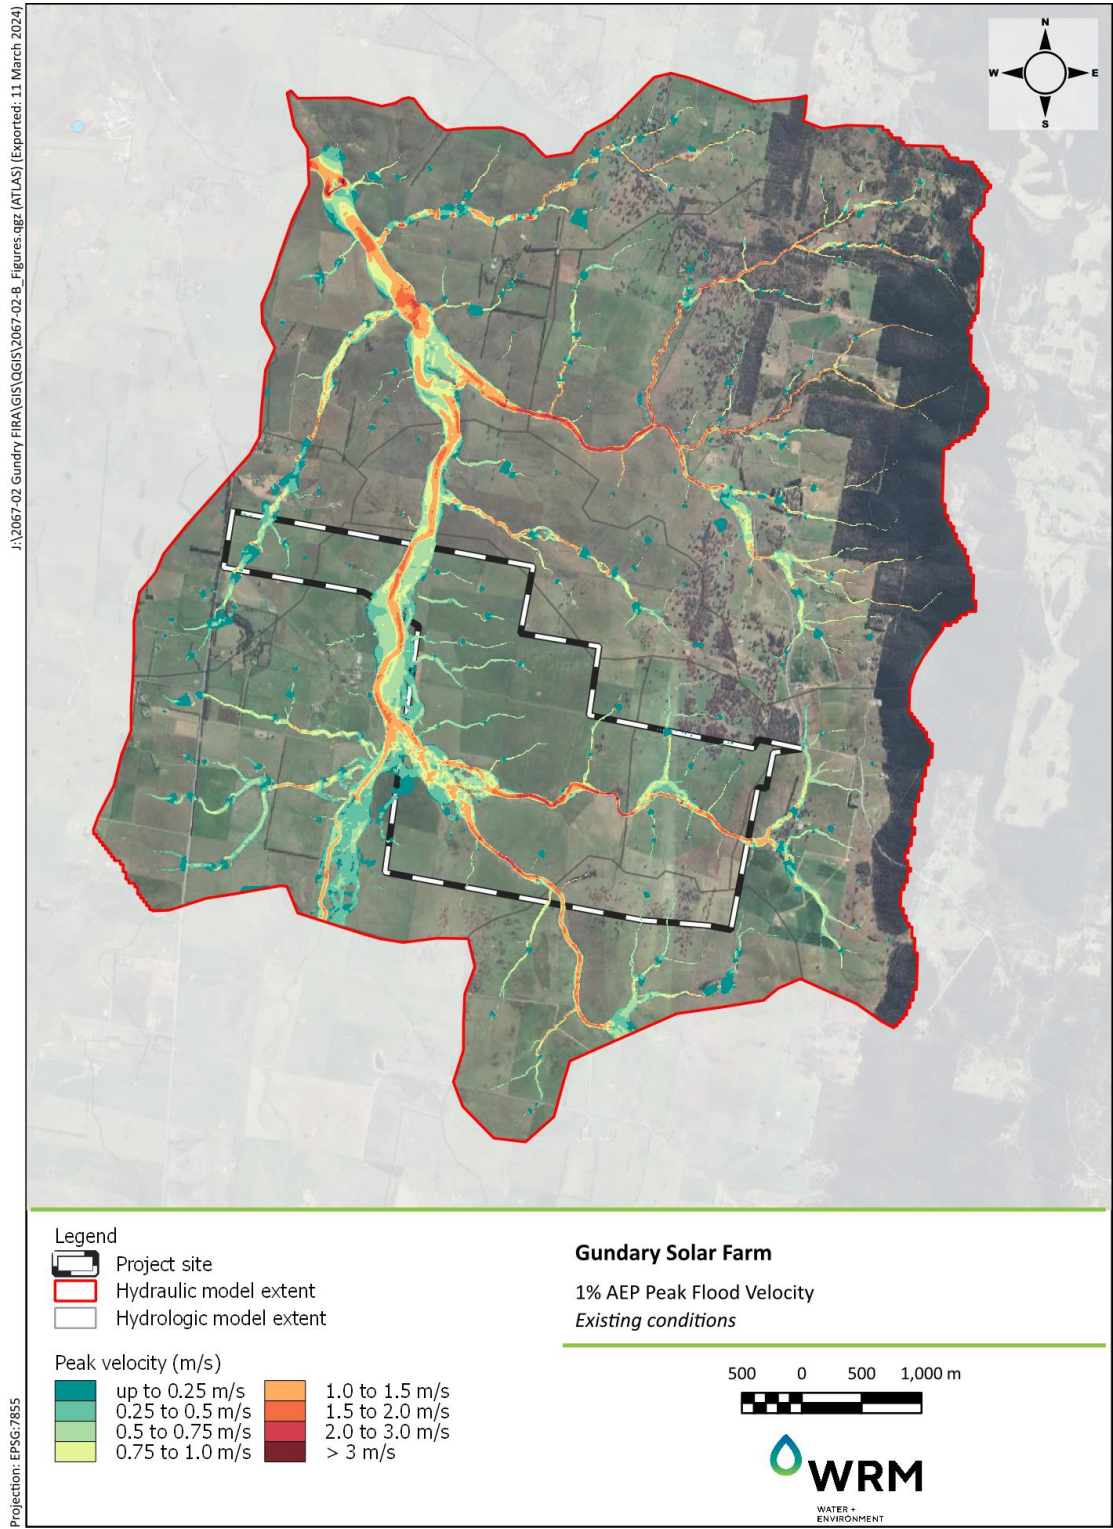 J:\2067-02 Gundry FIRA\GIS\QGIS\2067-02-B_Figures.qgz (ATLAS) (Exported: 11 March 2024)
N
W
E
S
Legend
Project site
Hydraulic model extent
Hydrologic model extent
Peak velocity (m/s)
up to 0.25 m/s
0.25 to 0.5 m/s
0.5 to 0.75 m/s
0.75 to 1.0 m/s
1.0 to 1.5 m/s
1.5 to 2.0 m/s
2.0 to 3.0 m/s
> 3 m/s
Gundary Solar Farm
1% AEP Peak Flood Velocity
Existing conditions
500 0 500 1,000 m
WRM
WATER +
ENVIRONMENT
Projection: EPSG:7855